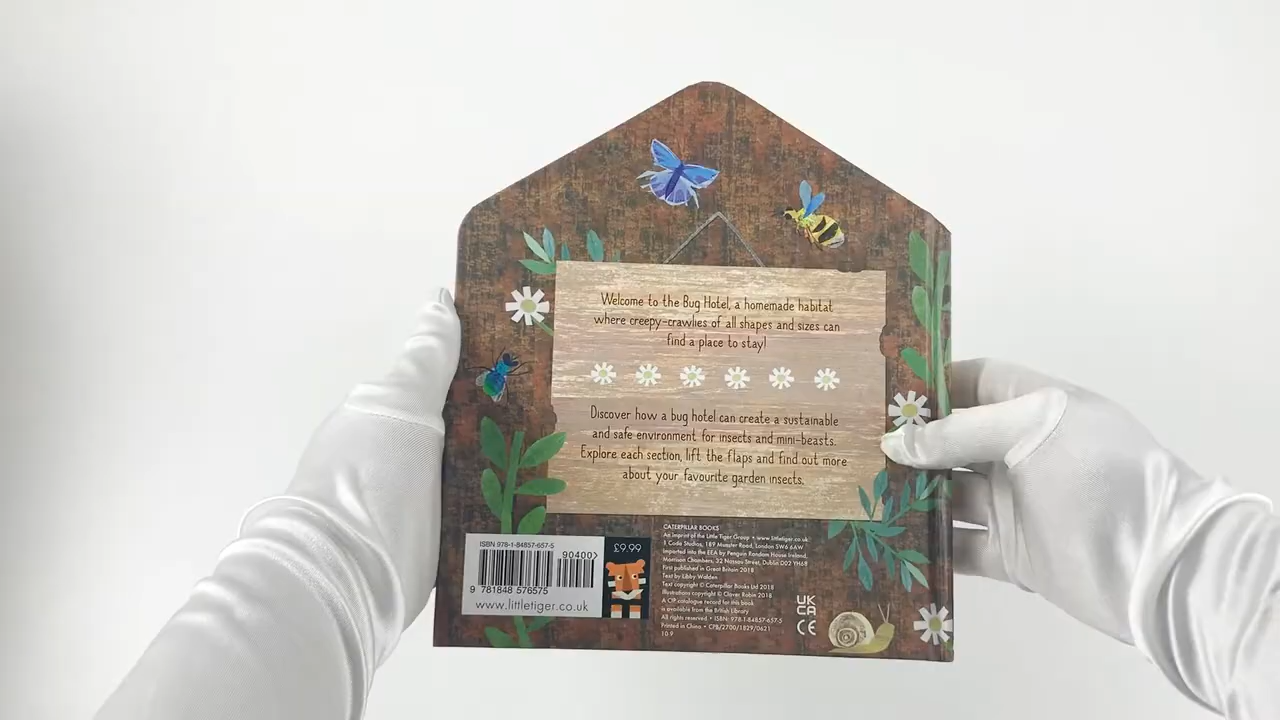 Welcome to the Bug Hotel, a homemade habitat
where creepy-crawlies of all shapes and sizes can
find a place to stay!
Discover how a bug hotel can create a sustainable
and safe environment for insects and mini-beasts.
Explore each section, lift the flaps and find out more
about your favourite garden insects.
ISBN 978-1-84857-657-5
90400>
9 781848 576575
www.littletiger.co.uk
£9.99
CATERPILLAR BOOKS
An imprint of the Little Tiger Group • www.littletiger.co.uk
1 Coda Studios, 189 Munster Road, London SW6 6AW
Imported into the EEA by Penguin Random House Ireland,
Morrison Chambers, 32 Nassau Street, Dublin D02 YH68
First published in Great Britain 2018
Text by Libby Walden
Text copyright © Caterpillar Books Ltd 2018
Illustrations copyright © Clover Robin 2018
A CIP catalogue record for this book
is available from the British Library
All rights reserved • ISBN: 978-1-84857-657-5
Printed in China • CPB/2700/1829/0621
10 9
UK
CA
CE